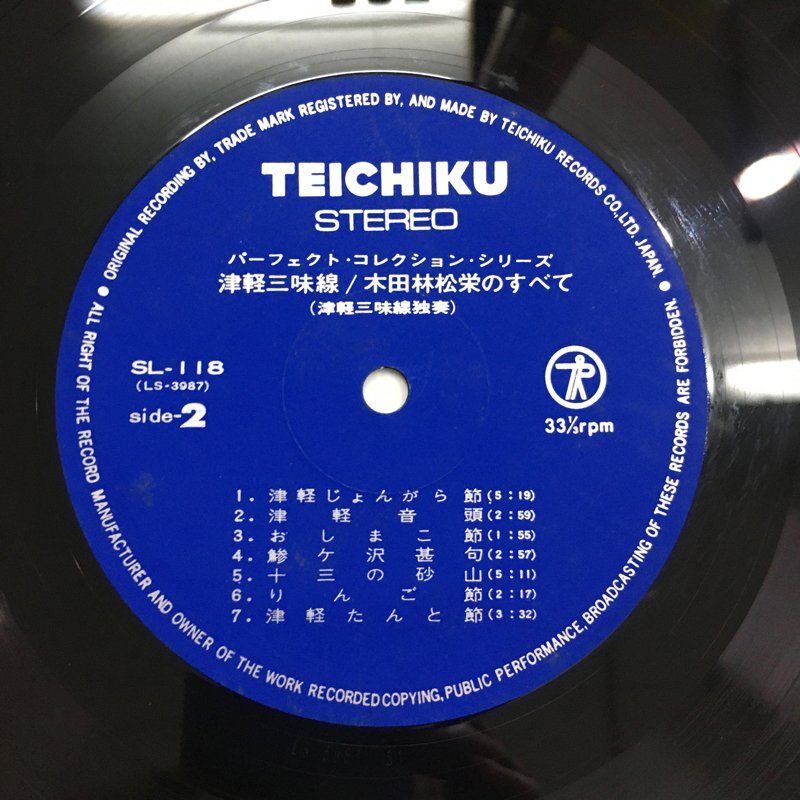 ORIGINAL RECORDING BY, TRADE MARK REGISTERED BY, AND MADE BY TEICHIKU RECORDS CO., LTD. JAPAN
TEICHIKU
STEREO
パーフェクト・コレクション・シリーズ
津軽三味線/木田林松栄のすべて
(津軽三味線独奏)
SL-118
(LS-3987)
side-2
33⅓rpm
1. 津軽じょんがら節(5:19)
2. 津軽音頭(2:59)
3. おしまこ節(1:55)
4. 鯵ケ沢甚句(2:57)
5. 十三の砂山(5:11)
6. りんご節(2:17)
7. 津軽たんと節(3:32)
• ALL RIGHT OF THE RECORD MANUFACTURER AND OWNER OF THE WORK RECORDED COPYING, PUBLIC PERFORMANCE, BROADCASTING OF THESE RECORDS ARE FORBIDDEN. •